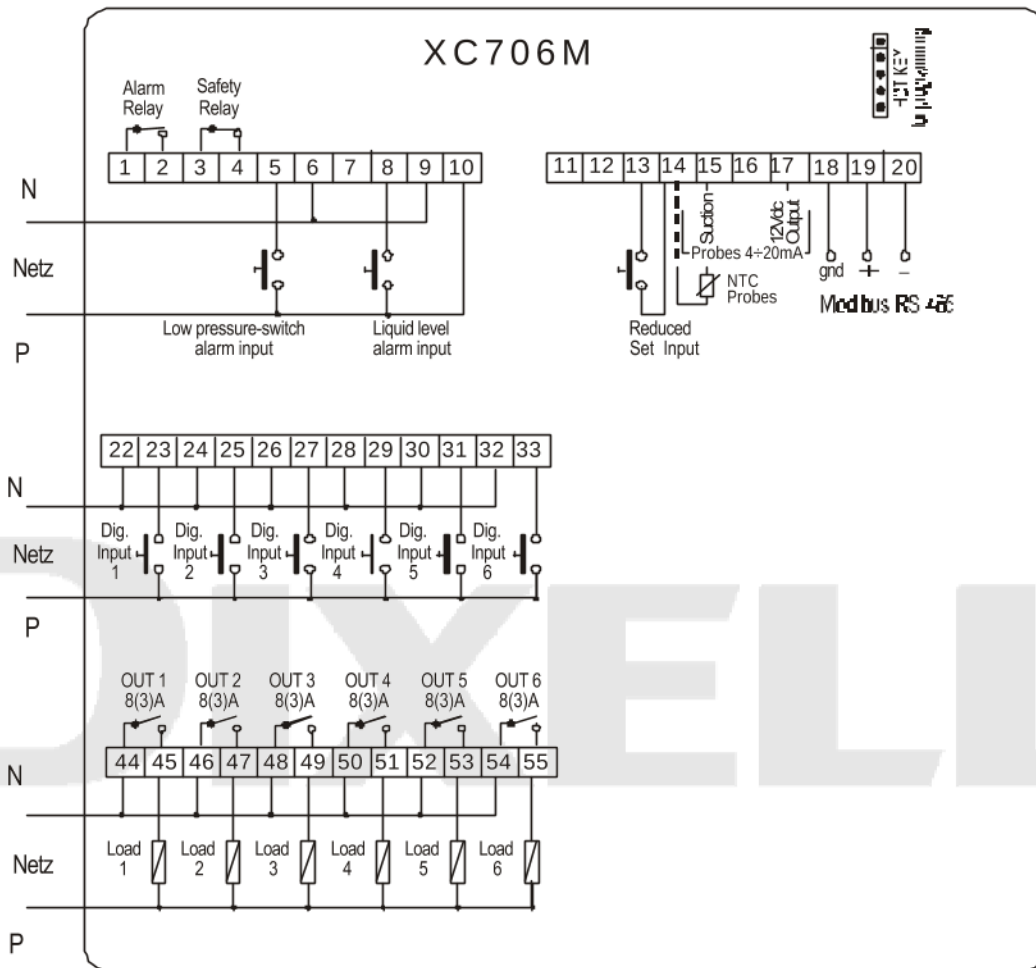 XC706M
Alarm
Relay
Safety
Relay
1 2 3 4 5 6 7 8 9 10
11 12 13 14 15 16 17 18 19 20
N
Netz
P
Low pressure-switch
alarm input
Liquid level
alarm input
Reduced
Set Input
Suction
12Vdc
Output
Probes 4÷20mA
NTC
Probes
gnd + -
Modbus RS
HOT KEY
22 23 24 25 26 27 28 29 30 31 32 33
N
Netz
P
Dig.
Input
1
Dig.
Input
2
Dig.
Input
3
Dig.
Input
4
Dig.
Input
5
Dig.
Input
6
OUT 1
8(3)A
OUT 2
8(3)A
OUT 3
8(3)A
OUT 4
8(3)A
OUT 5
8(3)A
OUT 6
8(3)A
44 45 46 47 48 49 50 51 52 53 54 55
N
Netz
P
Load
1
Load
2
Load
3
Load
4
Load
5
Load
6
DIXELL